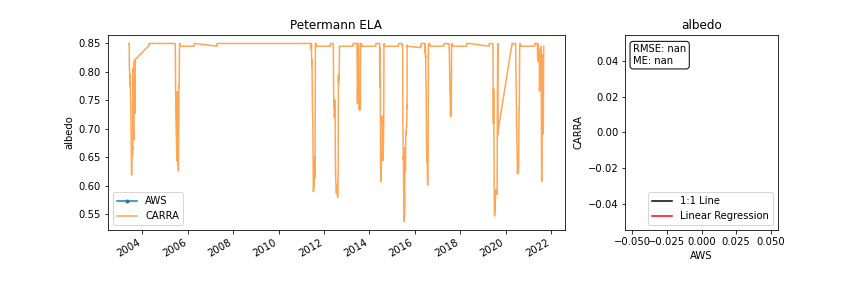 Petermann ELA
albedo
0.85
0.80
0.75
0.70
0.65
0.60
0.55
albedo
AWS
CARRA
2004
2006
2008
2010
2012
2014
2016
2018
2020
2022
albedo
RMSE: nan
ME: nan
0.04
0.02
0.00
−0.02
−0.04
CARRA
1:1 Line
Linear Regression
−0.050
−0.025
0.000
0.025
0.050
AWS